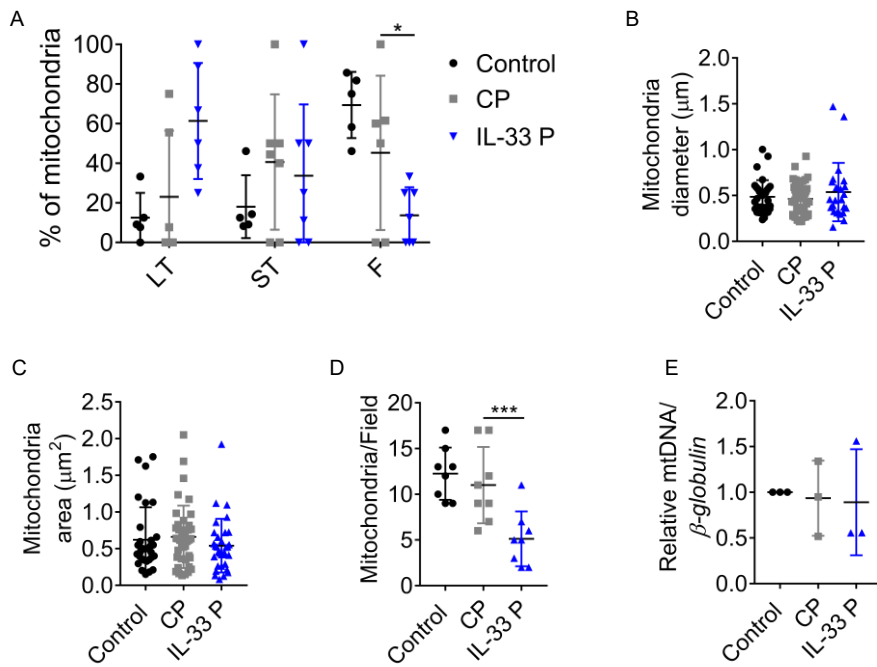 A
% of mitochondria
100
80
60
40
20
0
LT
ST
F
*
Control
CP
IL-33 P
B
Mitochondria
diameter (μm)
2.0
1.5
1.0
0.5
0.0
Control
CP
IL-33 P
C
Mitochondria
area (μm²)
2.5
2.0
1.5
1.0
0.5
0.0
Control
CP
IL-33 P
D
Mitochondria/Field
20
15
10
5
0
***
Control
CP
IL-33 P
E
Relative mtDNA/
β-globulin
2.0
1.5
1.0
0.5
0.0
Control
CP
IL-33 P